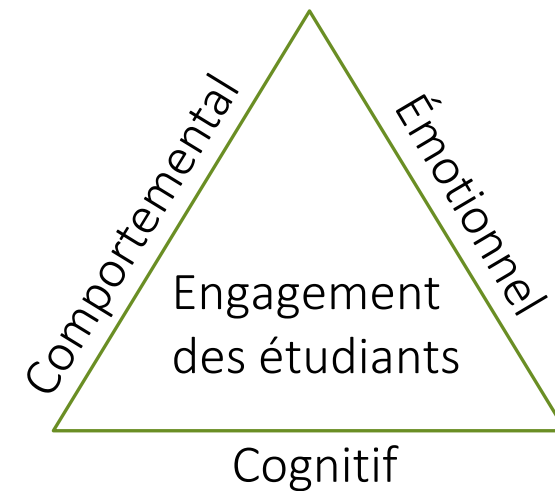 Comportemental
Émotionnel
Engagement
des étudiants
Cognitif